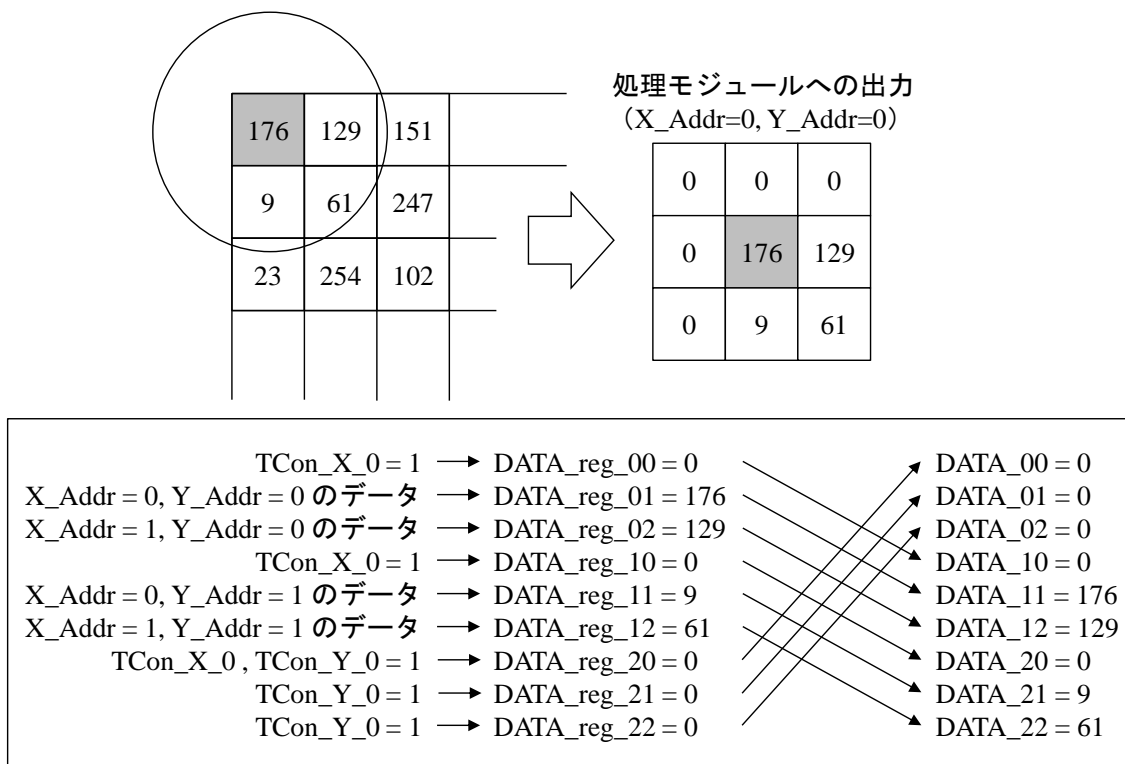 処理モジュールへの出力
（X_Addr=0, Y_Addr=0）
176 129 151
9 61 247
23 254 102
0 0 0
0 176 129
0 9 61
TCon_X_0 = 1 DATA_reg_00 = 0 DATA_00 = 0
X_Addr = 0, Y_Addr = 0 のデータ DATA_reg_01 = 176 DATA_01 = 0
X_Addr = 1, Y_Addr = 0 のデータ DATA_reg_02 = 129 DATA_02 = 0
TCon_X_0 = 1 DATA_reg_10 = 0 DATA_10 = 0
X_Addr = 0, Y_Addr = 1 のデータ DATA_reg_11 = 9 DATA_11 = 176
X_Addr = 1, Y_Addr = 1 のデータ DATA_reg_12 = 61 DATA_12 = 129
TCon_X_0 , TCon_Y_0 = 1 DATA_reg_20 = 0 DATA_20 = 0
TCon_Y_0 = 1 DATA_reg_21 = 0 DATA_21 = 9
TCon_Y_0 = 1 DATA_reg_22 = 0 DATA_22 = 61